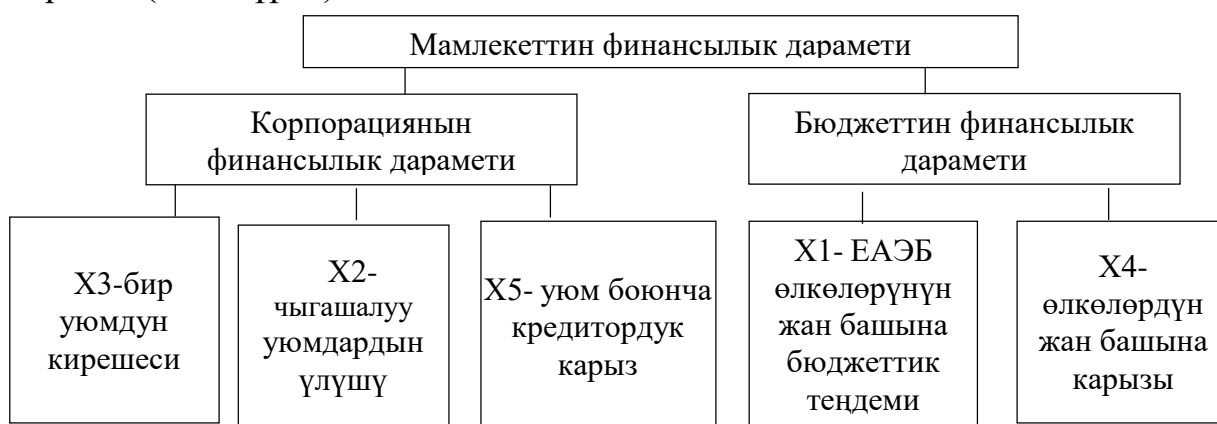 Мамлекеттин финансылык дарамети
Корпорациянын
финансылык дарамети
Бюджеттин финансылык
дарамети
Х3-бир
уюмдун
кирешеси
Х2-
чыгашалуу
уюмдардын
үлүшү
Х5- уюм боюнча
кредитордук
карыз
Х1- ЕАЭБ
өлкөлөрүнүн
жан башына
бюджеттик
теңдеми
Х4-
өлкөлөрдүн
жан башына
карызы